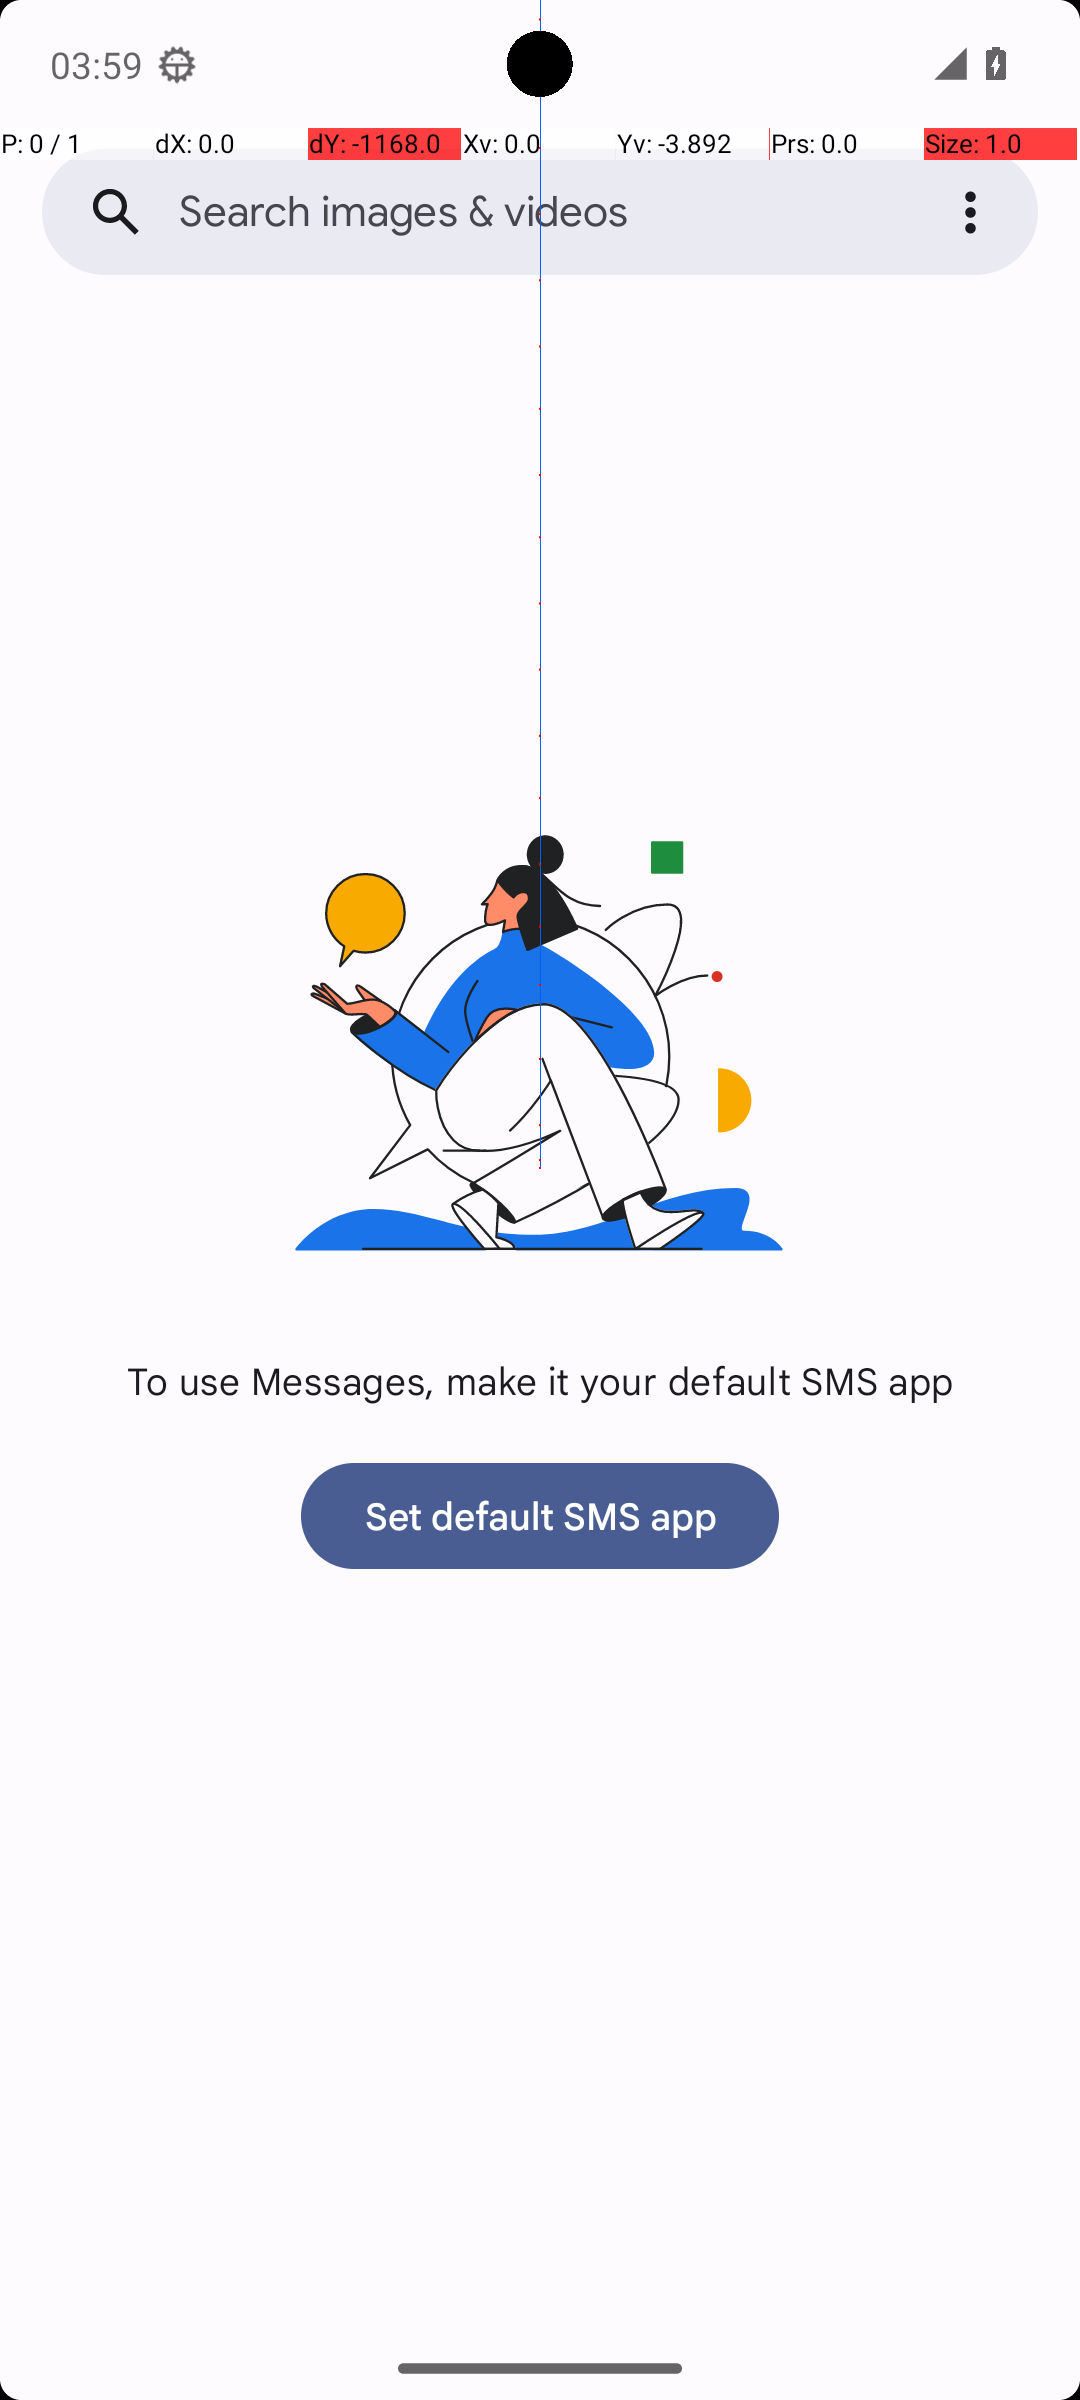 03:59
P: 0 / 1 dX: 0.0 dY: -1168.0 Xv: 0.0 Yv: -3.892 Prs: 0.0 Size: 1.0
Search images & videos
To use Messages, make it your default SMS app
Set default SMS app